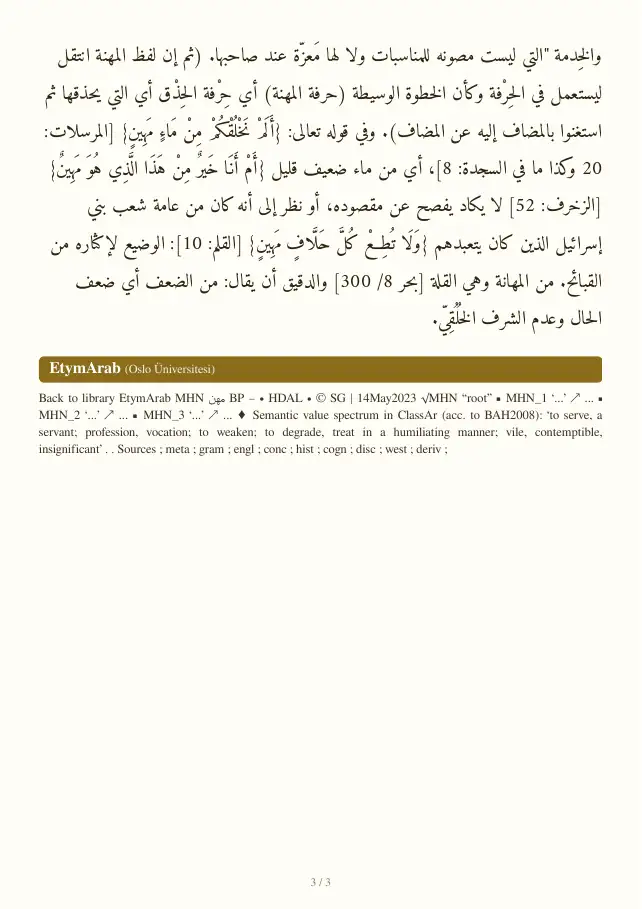 والخِدمة "التي ليست مصونه للمناسبات ولا لها مَعزّة عند صاحبها. (ثم إن لفظ المهنة انتقل
ليستعمل في الحِرْفة وكأن الخطوة الوسيطة (حرفة المهنة) أي حِرْفة الحِذْق أي التي يحذقها ثم
استغنوا بالمضاف إليه عن المضاف). وفي قوله تعالى: {أَلَمْ نَخْلُقْكُمْ مِنْ مَاءٍ مَهِينٍ} [المرسلات:
20 وكذا ما في السجدة: 8]، أي من ماء ضعيف قليل {أَمْ أَنَا خَيرٌ مِنْ هَذَا الَّذِي هُوَ مَهِينٌ}
[الزخرف: 52] لا يكاد يفصح عن مقصوده، أو نظر إلى أنه كان من عامة شعب بني
إسرائيل الذين كان يتعبدهم {وَلَا تُطِعْ كُلَّ حَلَّافٍ مَهِينٍ} [القلم: 10]: الوضيع لإكثاره من
القبائح. من المهانة وهي القلة [بحر 8/ 300] والدقيق أن يقال: من الضعف أي ضعف
الحال وعدم الشرف الخُلُقِيّ.
EtymArab (Oslo Üniversitesi)
Back to library EtymArab MHN مهن BP – • HDAL • © SG | 14May2023 √MHN “root” ▪ MHN_1 ‘...’ ↗ ... ▪
MHN_2 ‘...’ ↗ ... ▪ MHN_3 ‘...’ ↗ ... ♦ Semantic value spectrum in ClassAr (acc. to BAH2008): ‘to serve, a
servant; profession, vocation; to weaken; to degrade, treat in a humiliating manner; vile, contemptible,
insignificant’ . . Sources ; meta ; gram ; engl ; conc ; hist ; cogn ; disc ; west ; deriv ;
3 / 3